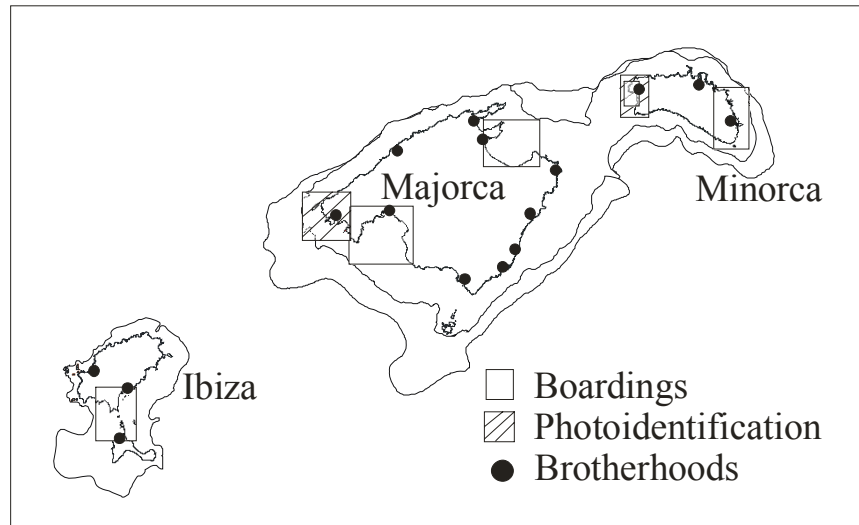 Majorca
Minorca
Ibiza
Boardings
Photoidentification
Brotherhoods